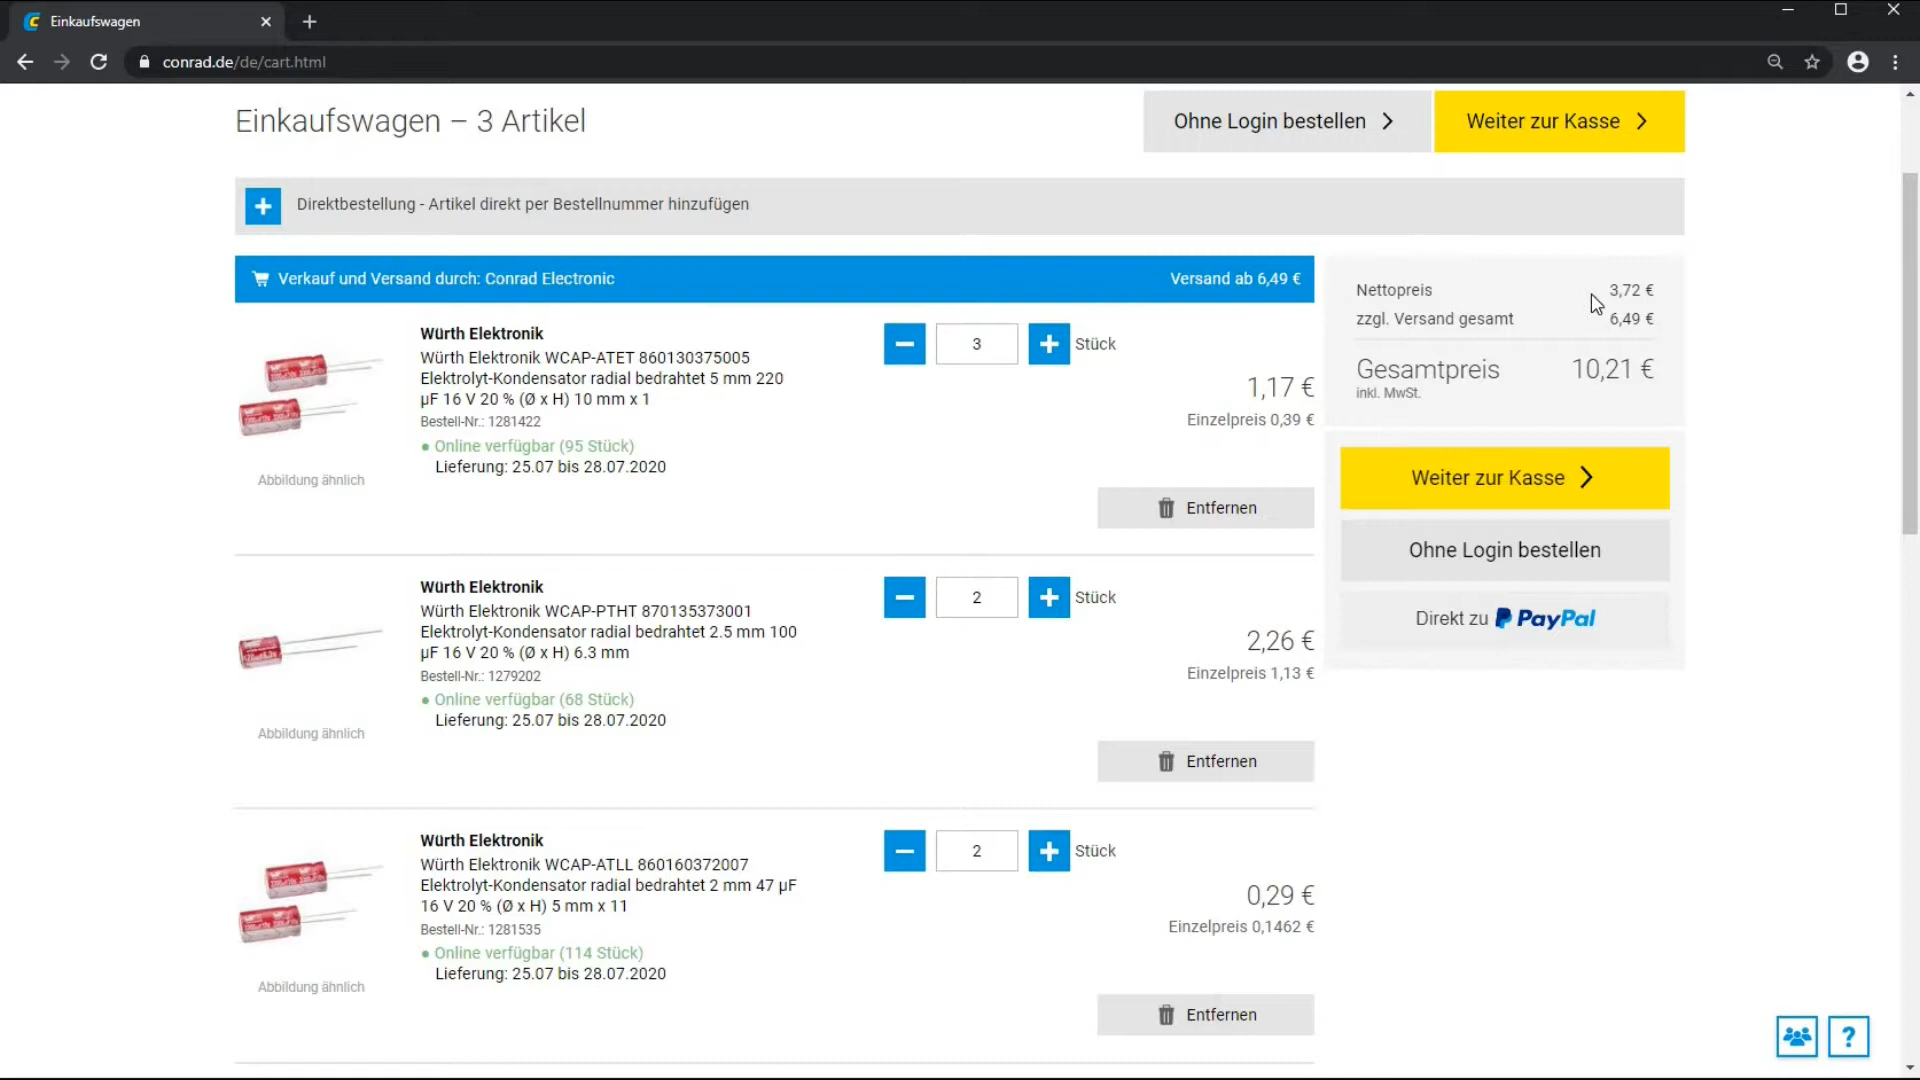 Einkaufswagen
conrad.de/de/cart.html
Einkaufswagen – 3 Artikel
Ohne Login bestellen
Weiter zur Kasse
Direktbestellung - Artikel direkt per Bestellnummer hinzufügen
Verkauf und Versand durch: Conrad Electronic
Versand ab 6,49 €
Würth Elektronik
Würth Elektronik WCAP-ATET 860130375005
Elektrolyt-Kondensator radial bedrahtet 5 mm 220
µF 16 V 20 % (Ø x H) 10 mm x 1
Bestell-Nr.: 1281422
Online verfügbar (95 Stück)
Lieferung: 25.07 bis 28.07.2020
Abbildung ähnlich
3
Stück
1,17 €
Einzelpreis 0,39 €
Entfernen
Würth Elektronik
Würth Elektronik WCAP-PTHT 870135373001
Elektrolyt-Kondensator radial bedrahtet 2.5 mm 100
µF 16 V 20 % (Ø x H) 6.3 mm
Bestell-Nr.: 1279202
Online verfügbar (68 Stück)
Lieferung: 25.07 bis 28.07.2020
Abbildung ähnlich
2
Stück
2,26 €
Einzelpreis 1,13 €
Entfernen
Würth Elektronik
Würth Elektronik WCAP-ATLL 860160372007
Elektrolyt-Kondensator radial bedrahtet 2 mm 47 µF
16 V 20 % (Ø x H) 5 mm x 11
Bestell-Nr.: 1281535
Online verfügbar (114 Stück)
Lieferung: 25.07 bis 28.07.2020
Abbildung ähnlich
2
Stück
0,29 €
Einzelpreis 0,1462 €
Entfernen
Nettopreis 3,72 €
zzgl. Versand gesamt 6,49 €
Gesamtpreis 10,21 €
inkl. MwSt.
Weiter zur Kasse
Ohne Login bestellen
Direkt zu PayPal
?